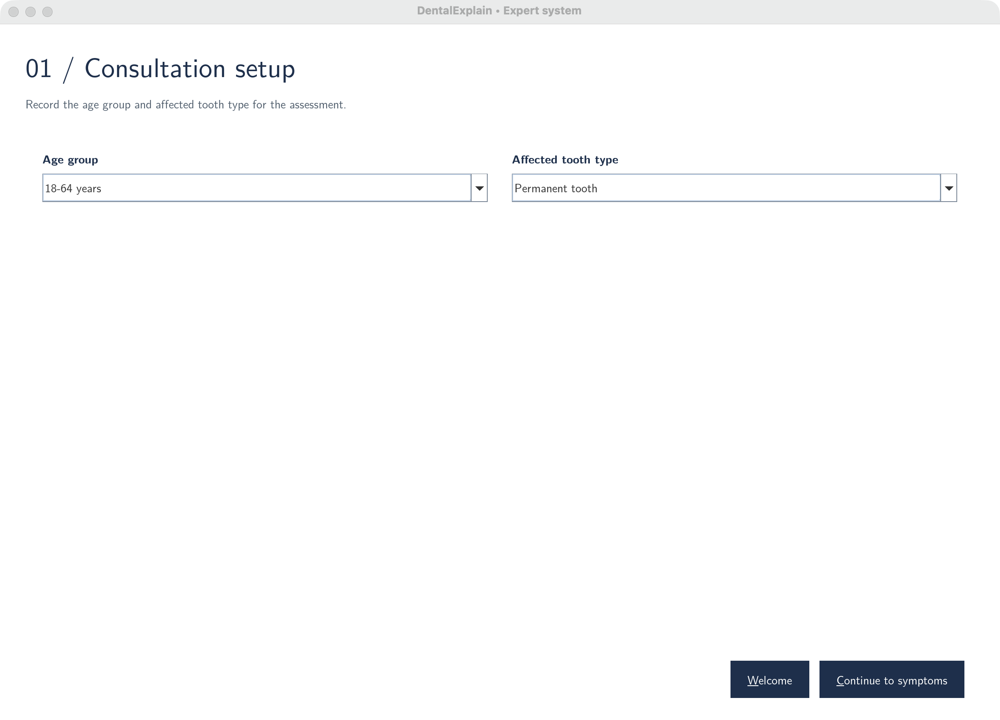 DentalExplain • Expert system
01 / Consultation setup
Record the age group and affected tooth type for the assessment.
Age group
Affected tooth type
18-64 years
Permanent tooth
Welcome
Continue to symptoms